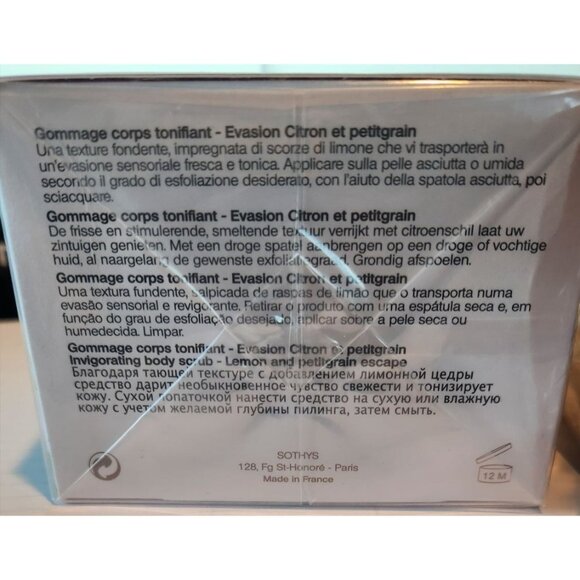 Gommage corps tonifiant - Evasion Citron et petitgrain
Una texture fondente, impregnata di scorze di limone che vi trasporterà in
un'evasione sensoriale fresca e tonica. Applicare sulla pelle asciutta o umida
secondo il grado di esfoliazione desiderato, con l'aiuto della spatola asciutta, poi
sciacquare.
Gommage corps tonifiant - Evasion Citron et petitgrain
De frisse en stimulerende, smeltende textuur verrijkt met citroenschil laat uw
zintuigen genieten. Met een droge spatel aanbrengen op een droge of vochtige
huid, al naargelang de gewenste exfoliatiegraad. Grondig afspoelen.
Gommage corps tonifiant - Evasion Citron et petitgrain
Uma textura fundente, salpicada de raspas de limão que o transporta numa
evasão sensorial e revigorante. Retirar o produto com uma espátula seca e, em
função do grau de esfoliação desejado, aplicar sobre a pele seca ou
humedecida. Limpar.
Gommage corps tonifiant - Evasion Citron et petitgrain
Invigorating body scrub - Lemon and petitgrain escape
Благодаря тающей текстуре с добавлением лимонной цедры
средство дарит необыкновенное чувство свежести и тонизирует
кожу. Сухой лопаточкой нанести средство на сухую или влажную
кожу с учетом желаемой глубины пилинга, затем смыть.
SOTHYS
128, Fg St-Honoré - Paris
Made in France
12 M